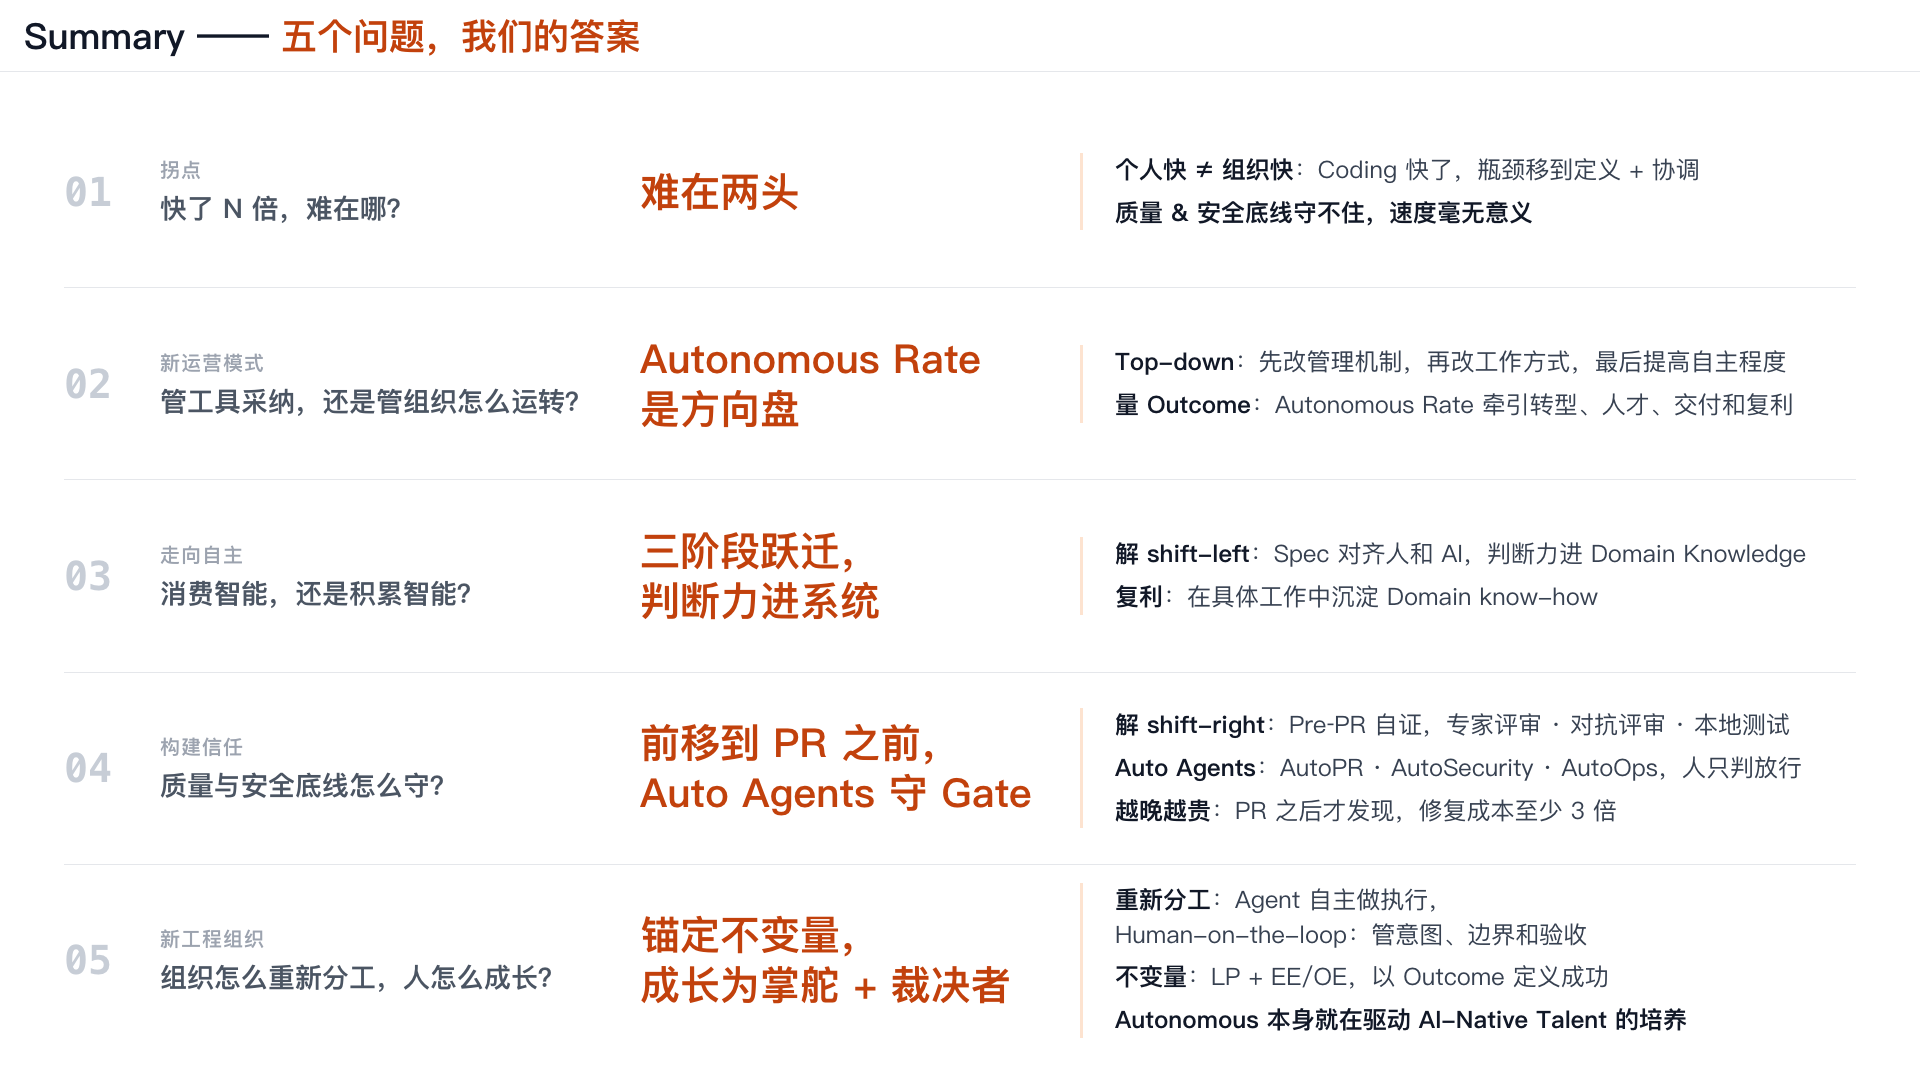 Summary —— 五个问题，我们的答案
01
拐点
快了 N 倍，难在哪？
难在两头
个人快 ≠ 组织快：Coding 快了，瓶颈移到定义 + 协调
质量 & 安全底线守不住，速度毫无意义
02
新运营模式
管工具采纳，还是管组织怎么运转？
Autonomous Rate
是方向盘
Top-down：先改管理机制，再改工作方式，最后提高自主程度
量 Outcome：Autonomous Rate 牵引转型、人才、交付和复利
03
走向自主
消费智能，还是积累智能？
三阶段跃迁，
判断力进系统
解 shift-left：Spec 对齐人和 AI，判断力进 Domain Knowledge
复利：在具体工作中沉淀 Domain know-how
04
构建信任
质量与安全底线怎么守？
前移到 PR 之前，
Auto Agents 守 Gate
解 shift-right：Pre-PR 自证，专家评审 · 对抗评审 · 本地测试
Auto Agents：AutoPR · AutoSecurity · AutoOps，人只判放行
越晚越贵：PR 之后才发现，修复成本至少 3 倍
05
新工程组织
组织怎么重新分工，人怎么成长？
锚定不变量，
成长为掌舵 + 裁决者
重新分工：Agent 自主做执行，
Human-on-the-loop：管意图、边界和验收
不变量：LP + EE/OE，以 Outcome 定义成功
Autonomous 本身就在驱动 AI-Native Talent 的培养